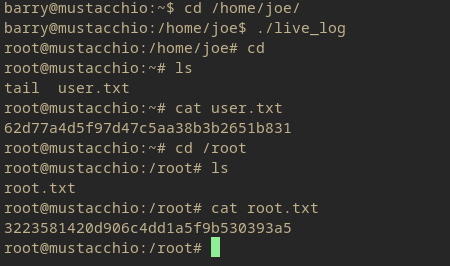 barry@mustacchio:~$ cd /home/joe/
barry@mustacchio:/home/joe$ ./live_log
root@mustacchio:/home/joe# cd
root@mustacchio:~# ls
tail  user.txt
root@mustacchio:~# cat user.txt
62d77a4d5f97d47c5aa38b3b2651b831
root@mustacchio:~# cd /root
root@mustacchio:/root# ls
root.txt
root@mustacchio:/root# cat root.txt
3223581420d906c4dd1a5f9b530393a5
root@mustacchio:/root#